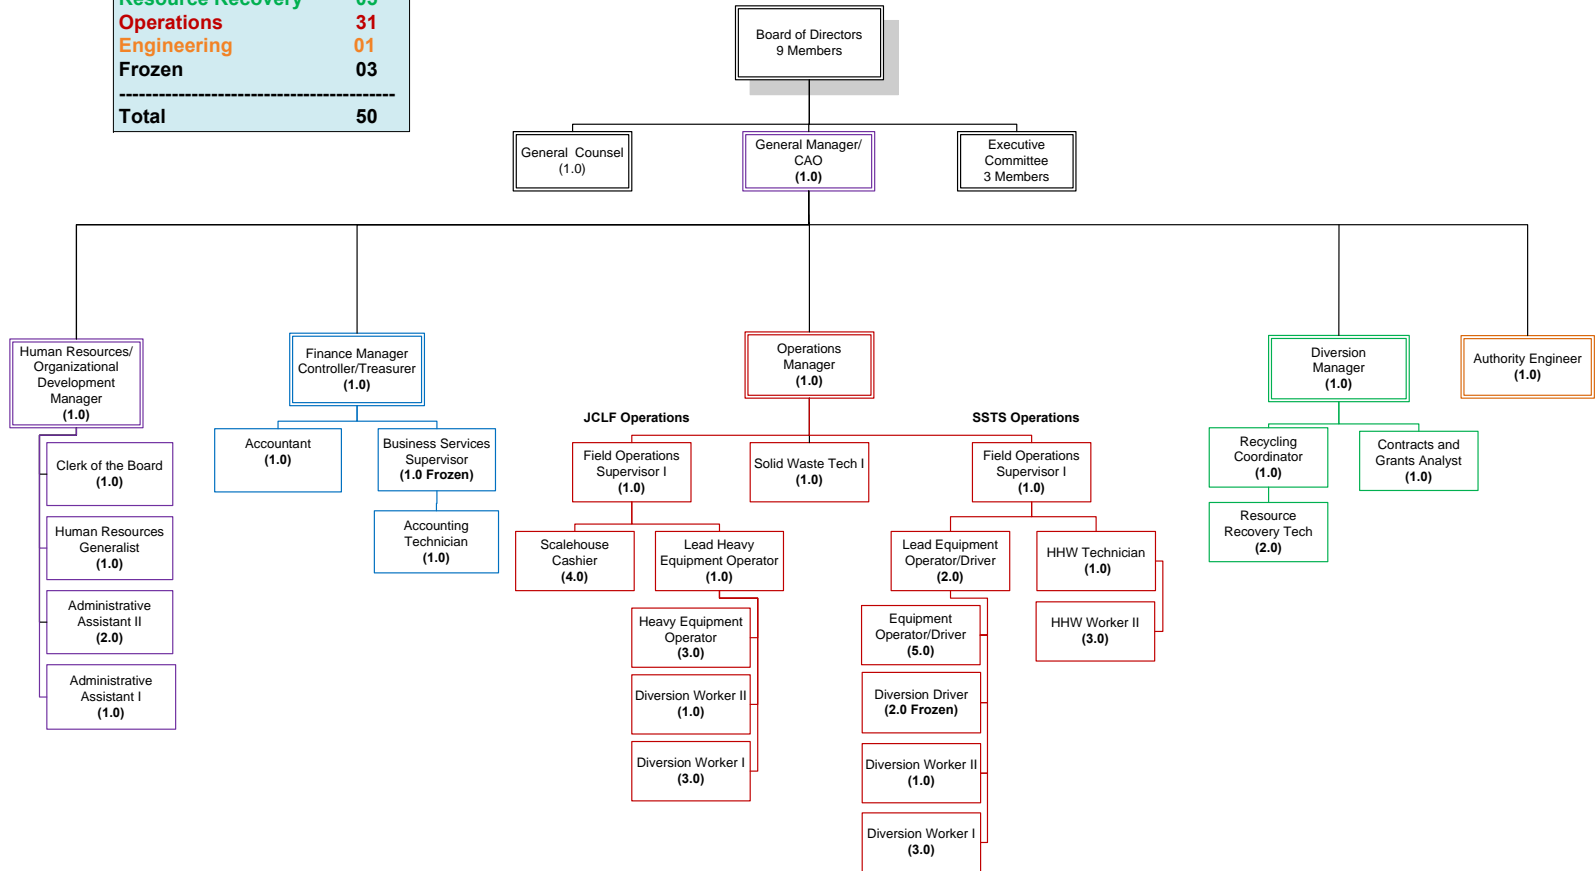 Resource Recovery 05
Operations 31
Engineering 01
Frozen 03
------------------------------------------
Total 50
Board of Directors
9 Members
General Counsel
(1.0)
General Manager/
CAO
(1.0)
Executive
Committee
3 Members
Human Resources/
Organizational
Development
Manager
(1.0)
Finance Manager
Controller/Treasurer
(1.0)
Operations
Manager
(1.0)
Diversion
Manager
(1.0)
Authority Engineer
(1.0)
Clerk of the Board
(1.0)
Human Resources
Generalist
(1.0)
Administrative
Assistant II
(2.0)
Administrative
Assistant I
(1.0)
Accountant
(1.0)
Business Services
Supervisor
(1.0 Frozen)
Accounting
Technician
(1.0)
JCLF Operations
SSTS Operations
Field Operations
Supervisor I
(1.0)
Solid Waste Tech I
(1.0)
Field Operations
Supervisor I
(1.0)
Scalehouse
Cashier
(4.0)
Lead Heavy
Equipment Operator
(1.0)
Heavy Equipment
Operator
(3.0)
Diversion Worker II
(1.0)
Diversion Worker I
(3.0)
Lead Equipment
Operator/Driver
(2.0)
HHW Technician
(1.0)
Equipment
Operator/Driver
(5.0)
HHW Worker II
(3.0)
Diversion Driver
(2.0 Frozen)
Diversion Worker II
(1.0)
Diversion Worker I
(3.0)
Recycling
Coordinator
(1.0)
Contracts and
Grants Analyst
(1.0)
Resource
Recovery Tech
(2.0)